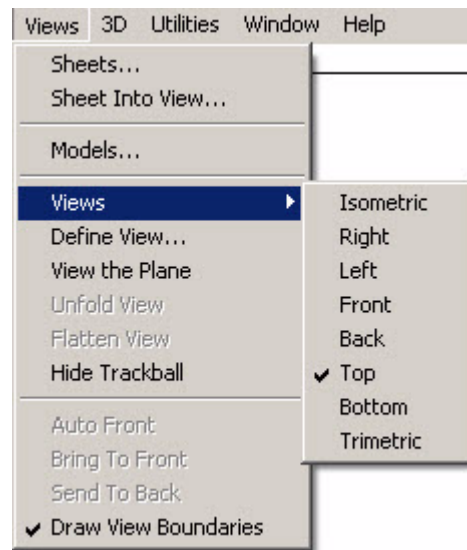 Views 3D Utilities Window Help
Sheets...
Sheet Into View...
Models...
Views
Define View...
View the Plane
Unfold View
Flatten View
Hide Trackball
Auto Front
Bring To Front
Send To Back
Draw View Boundaries
Isometric
Right
Left
Front
Back
Top
Bottom
Trimetric